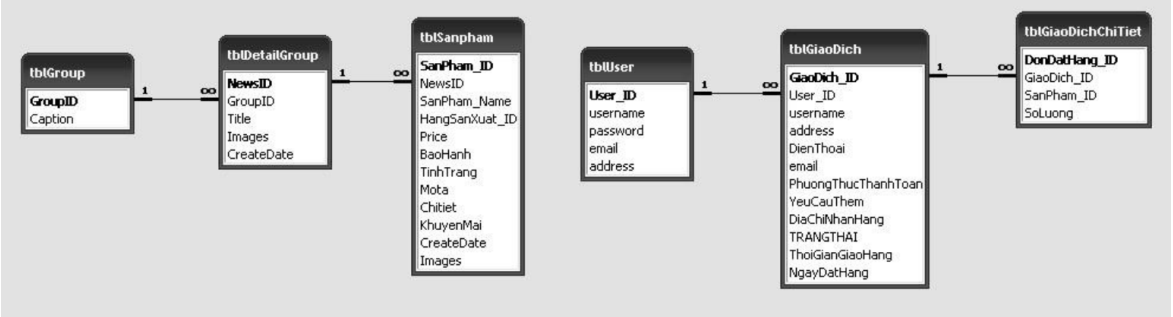 tblGroup
GroupID
Caption
1
∞
tblDetailGroup
NewsID
GroupID
Title
Images
CreateDate
1
∞
tblSanpham
SanPham_ID
NewsID
SanPham_Name
HangSanXuat_ID
Price
BaoHanh
TinhTrang
Mota
Chitiet
KhuyenMai
CreateDate
Images
tblUser
User_ID
username
password
email
address
1
∞
tblGiaoDich
GiaoDich_ID
User_ID
username
address
DienThoai
email
PhuongThucThanhToan
YeuCauThem
DiaChiNhanHang
TRANGTHAI
ThoiGianGiaoHang
NgayDatHang
1
∞
tblGiaoDichChiTiet
DonDatHang_ID
GiaoDich_ID
SanPham_ID
SoLuong